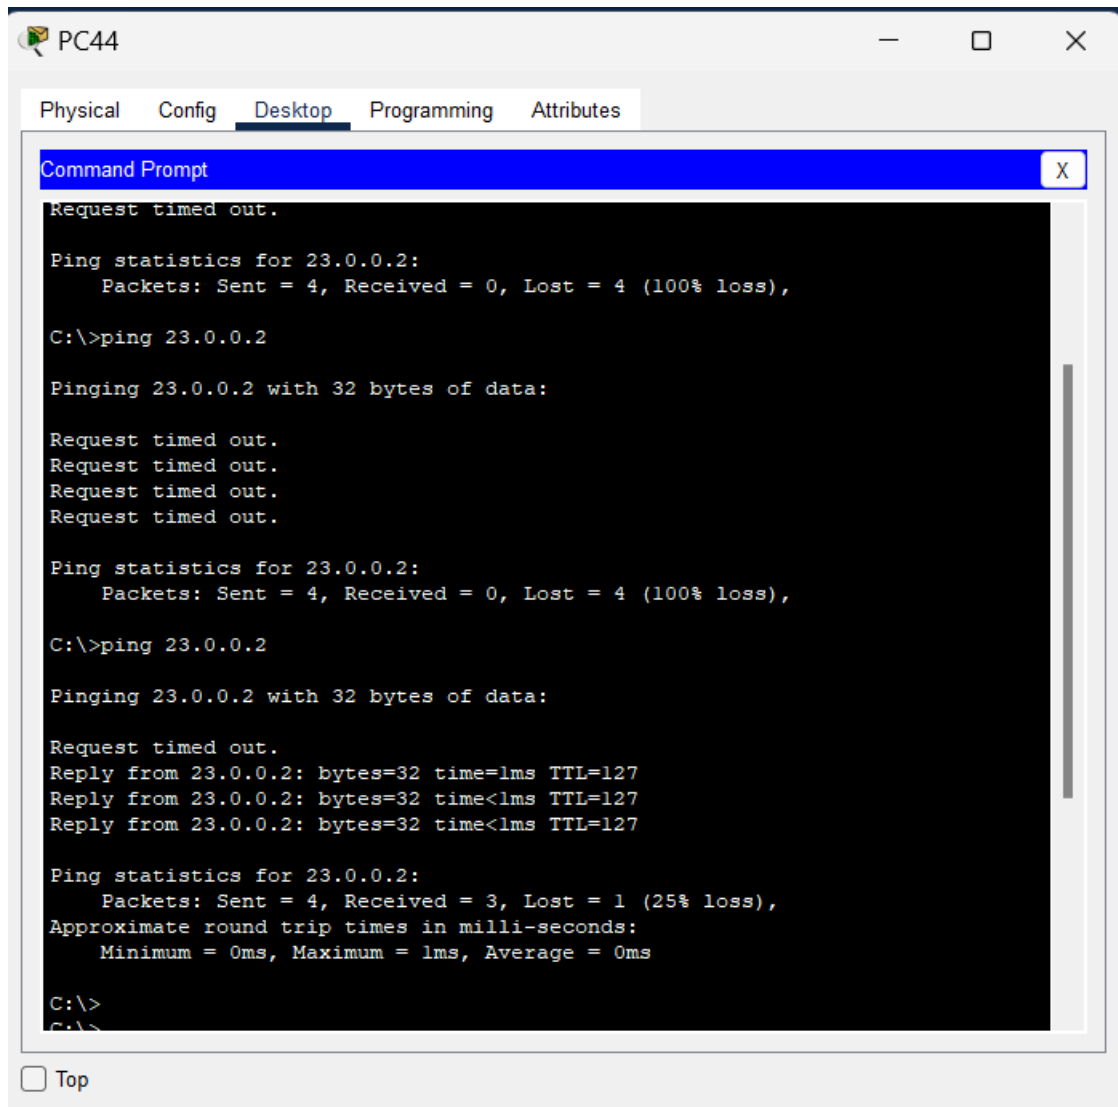 PC44
Physical Config Desktop Programming Attributes
Command Prompt
X
Request timed out.
Ping statistics for 23.0.0.2:
Packets: Sent = 4, Received = 0, Lost = 4 (100% loss),
C:\>ping 23.0.0.2
Pinging 23.0.0.2 with 32 bytes of data:
Request timed out.
Request timed out.
Request timed out.
Request timed out.
Ping statistics for 23.0.0.2:
Packets: Sent = 4, Received = 0, Lost = 4 (100% loss),
C:\>ping 23.0.0.2
Pinging 23.0.0.2 with 32 bytes of data:
Request timed out.
Reply from 23.0.0.2: bytes=32 time=1ms TTL=127
Reply from 23.0.0.2: bytes=32 time<1ms TTL=127
Reply from 23.0.0.2: bytes=32 time<1ms TTL=127
Ping statistics for 23.0.0.2:
Packets: Sent = 4, Received = 3, Lost = 1 (25% loss),
Approximate round trip times in milli-seconds:
Minimum = 0ms, Maximum = 1ms, Average = 0ms
C:\>
C:\>
Top